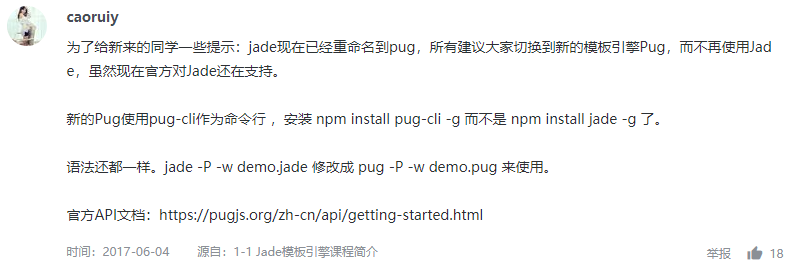 caoruiy
为了给新来的同学一些提示：jade现在已经重命名到pug，所有建议大家切换到新的模板引擎Pug，而不再使用Jad
e，虽然现在官方对Jade还在支持。
新的Pug使用pug-cli作为命令行 ，安装 npm install pug-cli -g 而不是 npm install jade -g 了。
语法还都一样。jade -P -w demo.jade 修改成 pug -P -w demo.pug 来使用。
官方API文档：https://pugjs.org/zh-cn/api/getting-started.html
时间：2017-06-04 源自：1-1 Jade模板引擎课程简介 举报 18